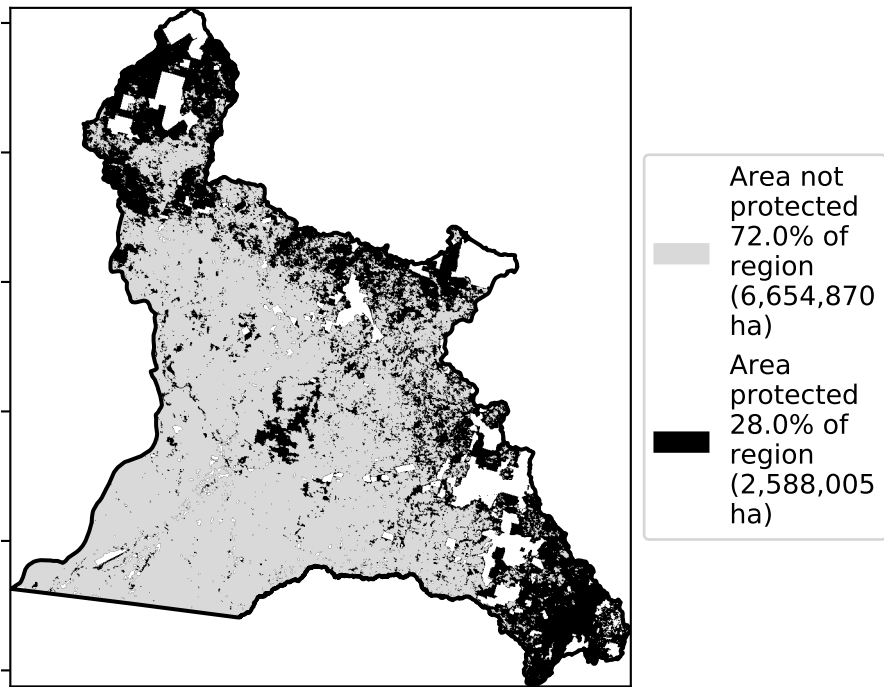 Area not
protected
72.0% of
region
(6,654,870
ha)
Area
protected
28.0% of
region
(2,588,005
ha)